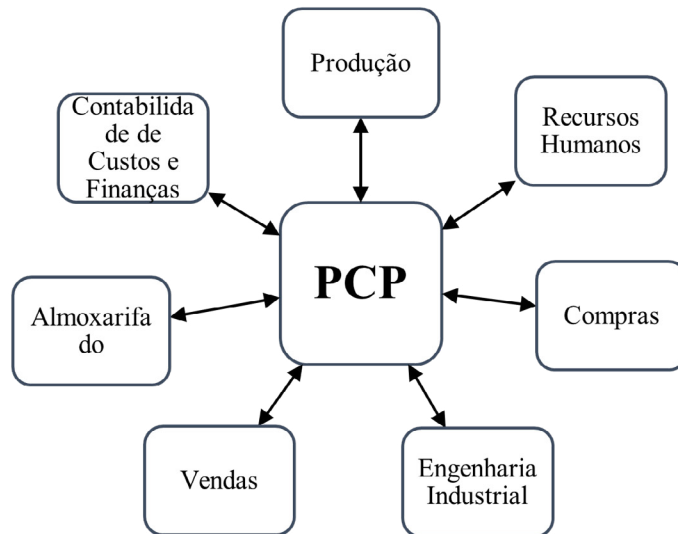 Produção
Contabilida
de de
Custos e
Finanças
Recursos
Humanos
PCP
Almoxarifa
do
Compras
Vendas
Engenharia
Industrial